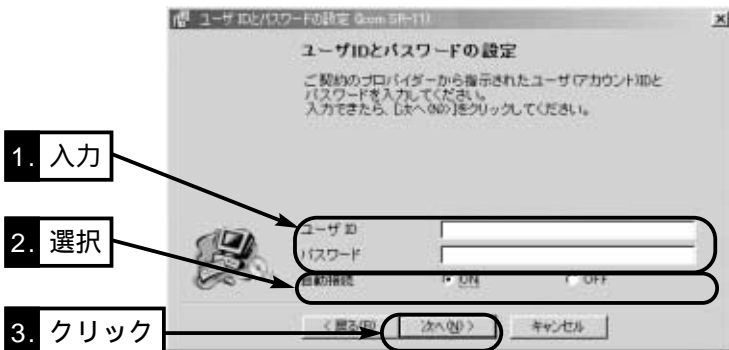 ユーザIDとパスワードの設定
ユーザIDとパスワードの設定
ご契約のプロバイダーから指示されたユーザ(アカウント)IDと
パスワードを入力してください。
入力できたら、[次へ(N)]をクリックしてください。
1. 入力
ユーザ ID
2. 選択
パスワード
自動接続 ON OFF
3. クリック
< 戻る(B) 次へ(N) > キャンセル